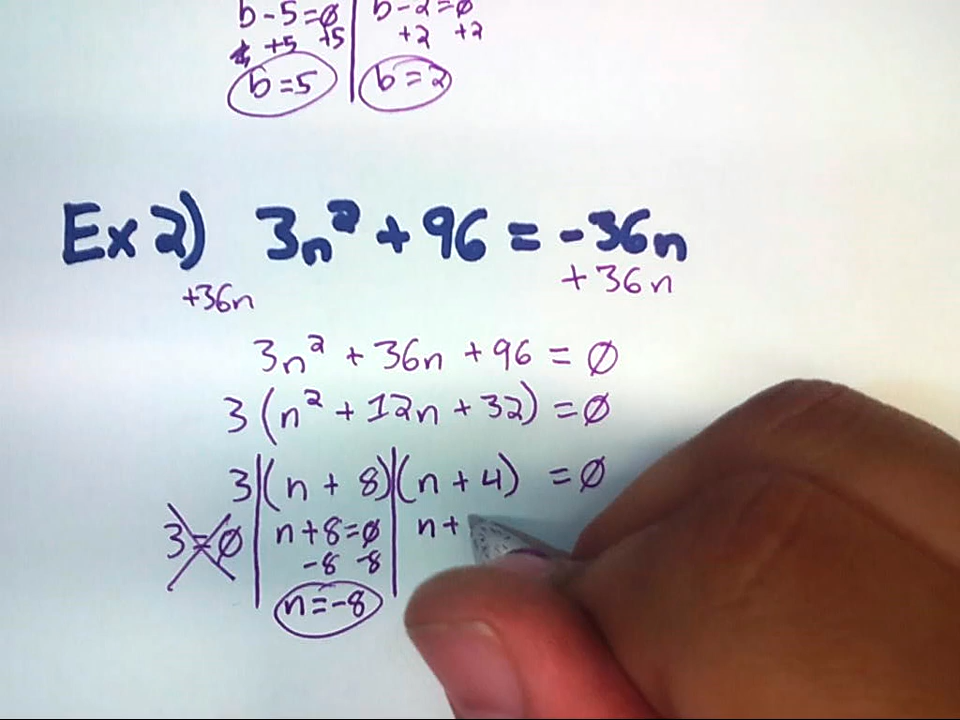 b-5=∅ | b-2=∅
+5 +5 | +2 +2
b=5 | b=2
Ex 2) 3n² + 96 = -36n
+36n +36n
3n² + 36n + 96 = ∅
3(n² + 12n + 32) = ∅
3|(n + 8)|(n + 4) = ∅
3=∅ | n+8=∅ | n+
-8 -8
n=-8